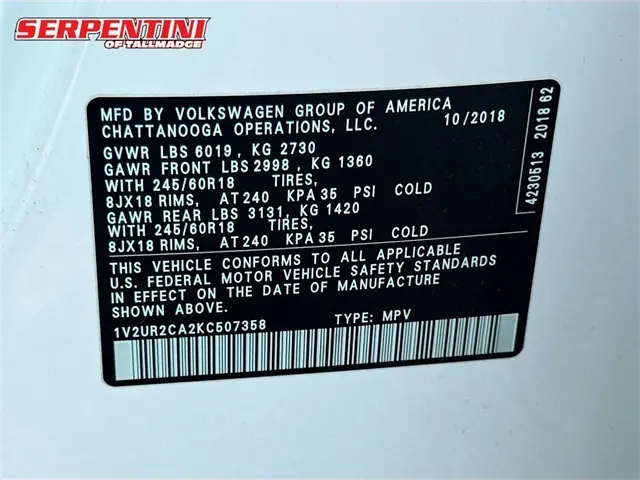 SERPENTINI
OF TALLMADGE
MFD BY VOLKSWAGEN GROUP OF AMERICA
CHATTANOOGA OPERATIONS, LLC. 10/2018
GVWR LBS 6019, KG 2730
GAWR FRONT LBS 2998, KG 1360
WITH 245/60R18 TIRES,
8JX18 RIMS, AT 240 KPA 35 PSI COLD
GAWR REAR LBS 3131, KG 1420
WITH 245/60R18 TIRES,
8JX18 RIMS, AT 240 KPA 35 PSI COLD
THIS VEHICLE CONFORMS TO ALL APPLICABLE
U.S. FEDERAL MOTOR VEHICLE SAFETY STANDARDS
IN EFFECT ON THE DATE OF MANUFACTURE
SHOWN ABOVE.
1V2UR2CA2KC507358 TYPE: MPV
4230513 2018 62